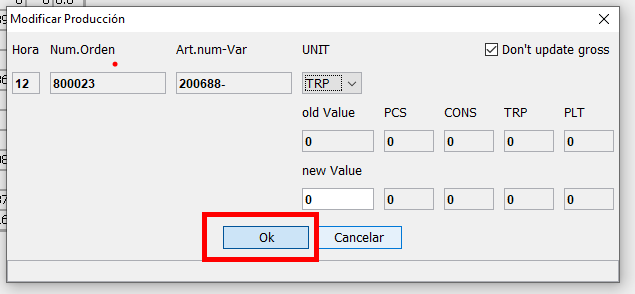 Modificar Producción
Hora Num.Orden Art.num-Var UNIT Don't update gross
12 800023 200688- TRP
old Value PCS CONS TRP PLT
0 0 0 0 0
new Value
0 0 0 0 0
Ok Cancelar